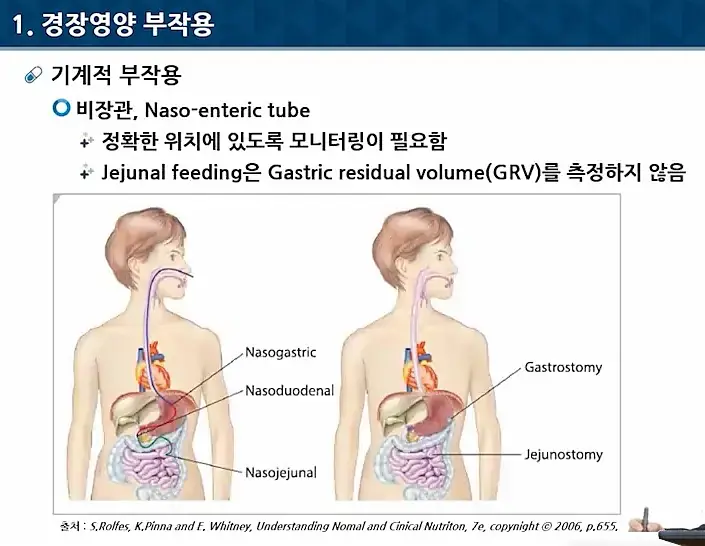 1. 경장영양 부작용
기계적 부작용
비장관, Naso-enteric tube
정확한 위치에 있도록 모니터링이 필요함
Jejunal feeding은 Gastric residual volume(GRV)를 측정하지 않음
Nasogastric
Nasoduodenal
Nasojejunal
Gastrostomy
Jejunostomy
출처 : S.Rolfes, K.Pinna and E. Whitney, Understanding Nomal and Cinical Nutriton, 7e, copynight © 2006, p.655.